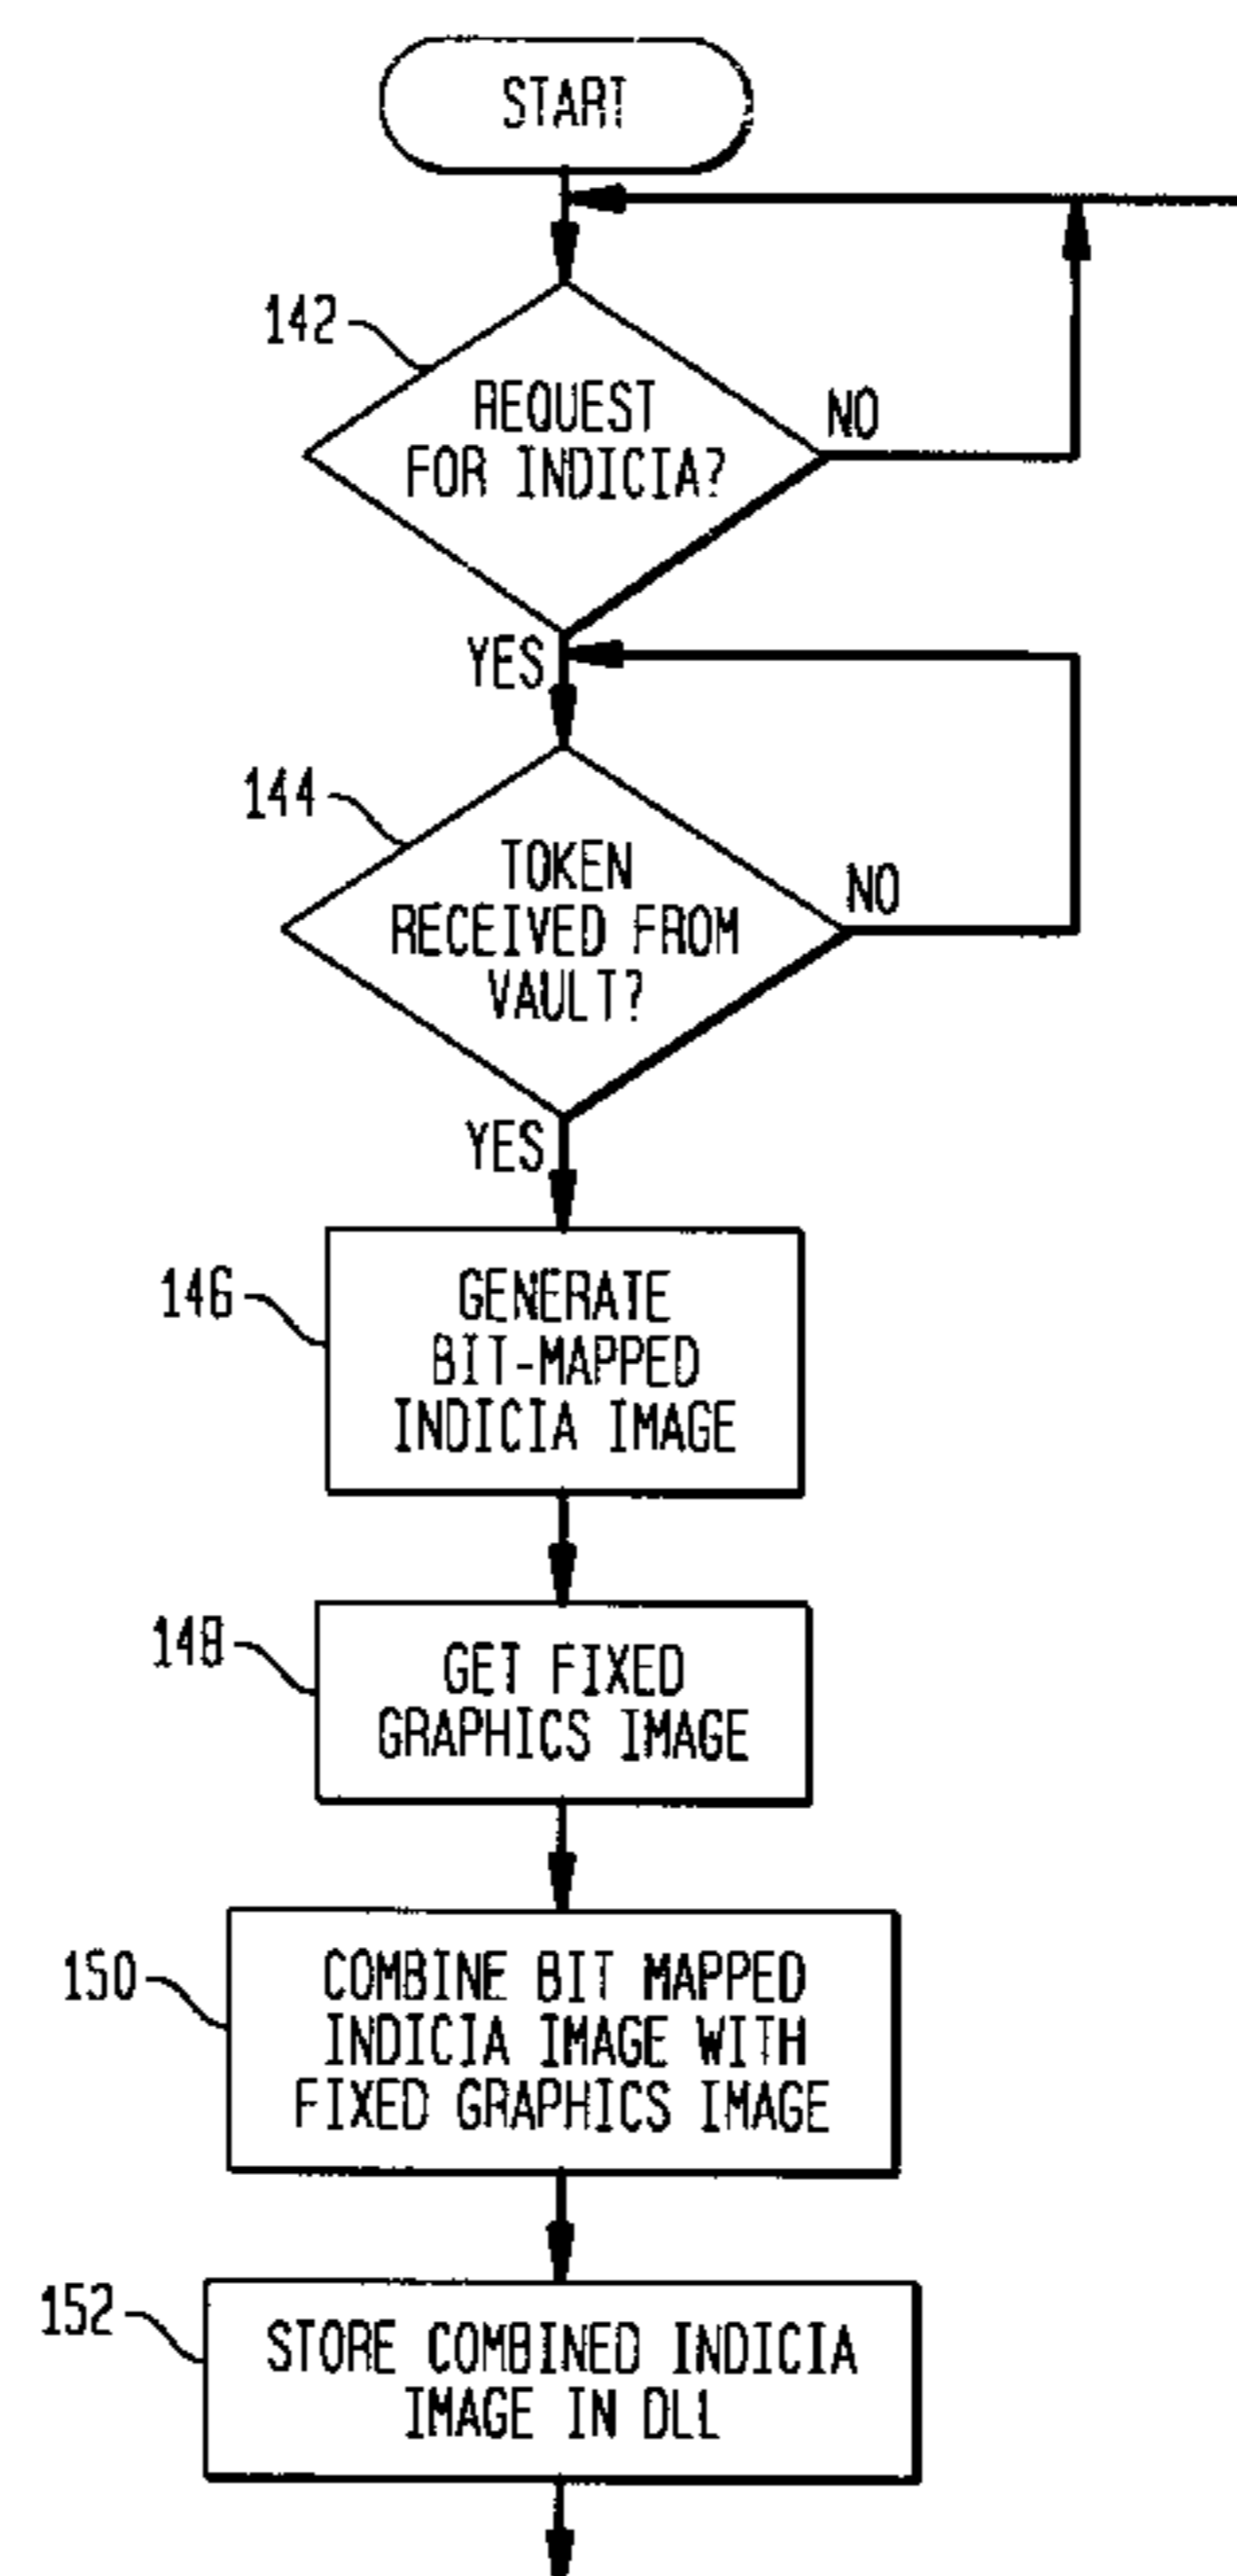 START
142
REQUEST
FOR INDICIA?
NO
YES
144
TOKEN
RECEIVED FROM
VAULT?
NO
YES
146
GENERATE
BIT-MAPPED
INDICIA IMAGE
148
GET FIXED
GRAPHICS IMAGE
150
COMBINE BIT MAPPED
INDICIA IMAGE WITH
FIXED GRAPHICS IMAGE
152
STORE COMBINED INDICIA
IMAGE IN DLL